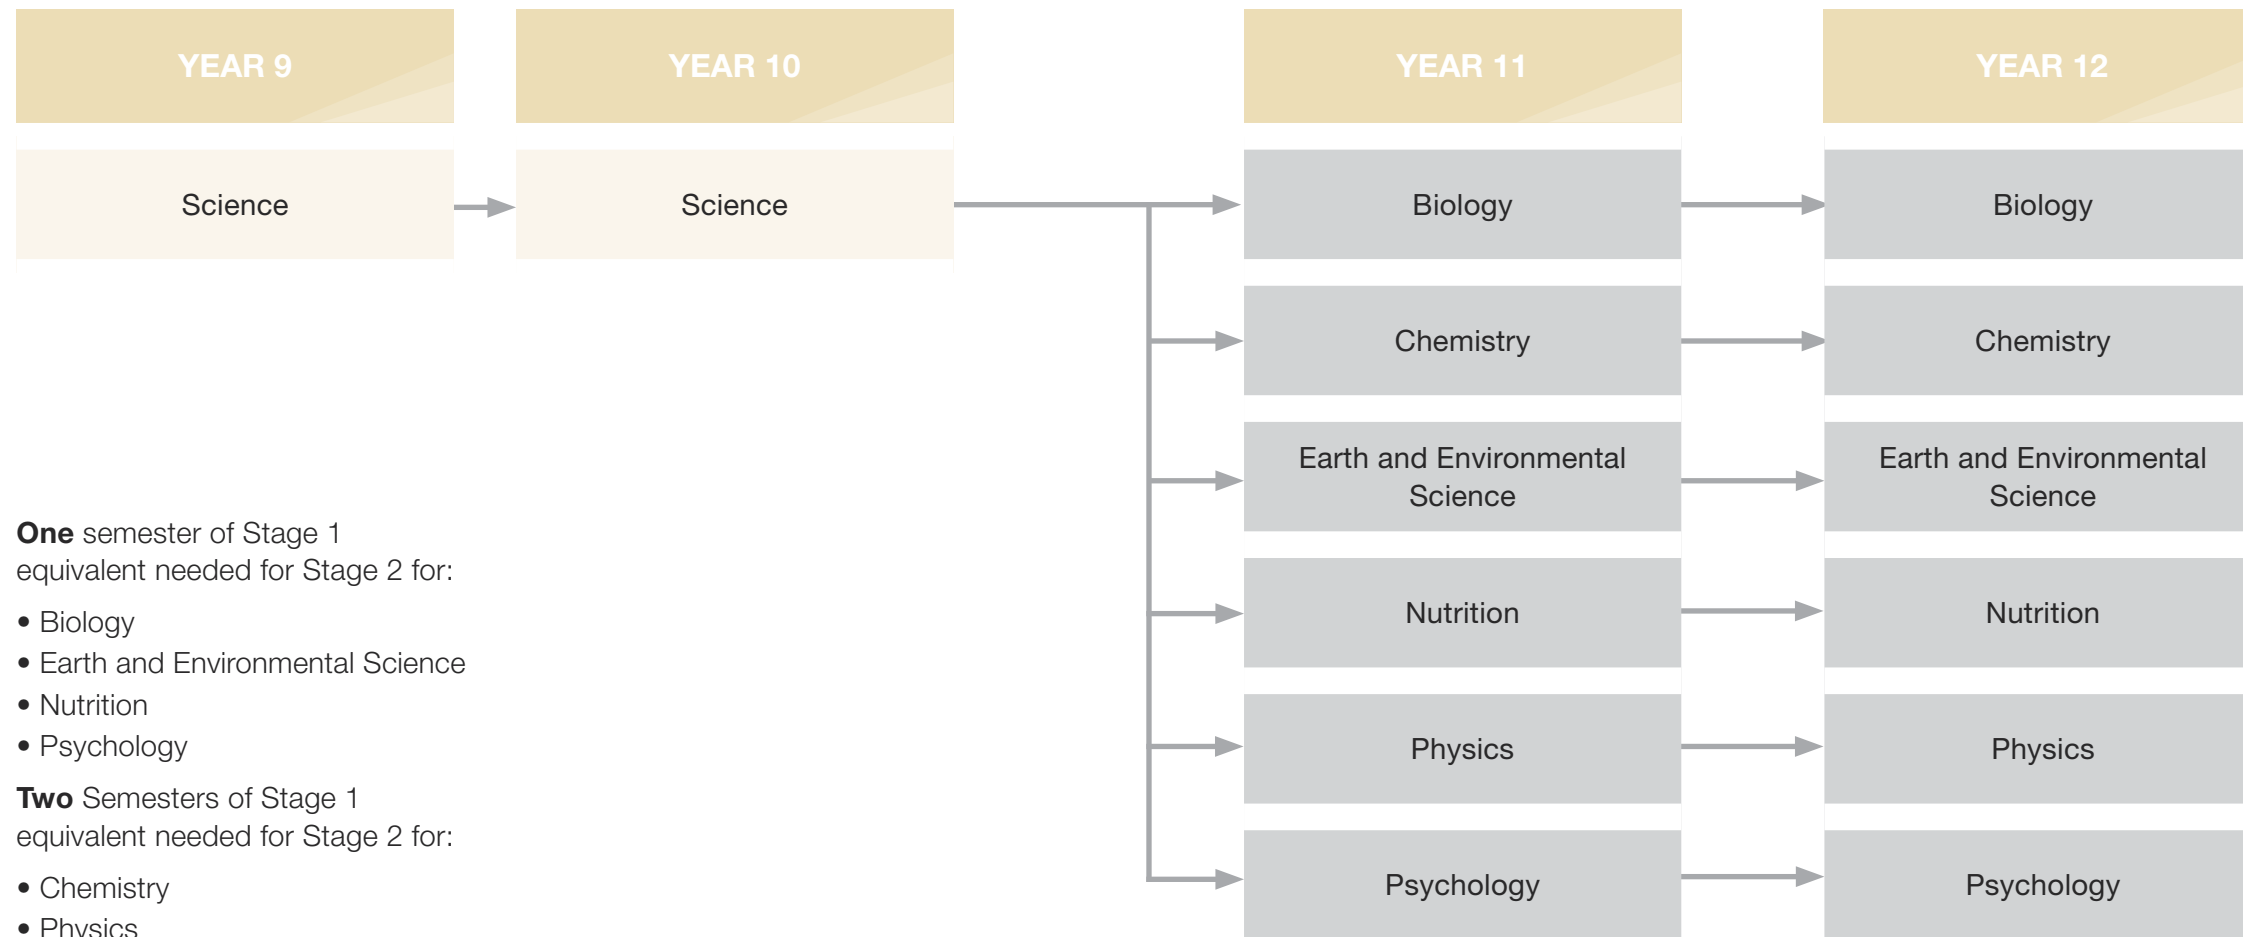 YEAR 9
YEAR 10
YEAR 11
YEAR 12
Science
Science
Biology
Biology
Chemistry
Chemistry
Earth and Environmental
Science
Earth and Environmental
Science
Nutrition
Nutrition
Physics
Physics
Psychology
Psychology
One semester of Stage 1
equivalent needed for Stage 2 for:
• Biology
• Earth and Environmental Science
• Nutrition
• Psychology
Two Semesters of Stage 1
equivalent needed for Stage 2 for:
• Chemistry
• Physics